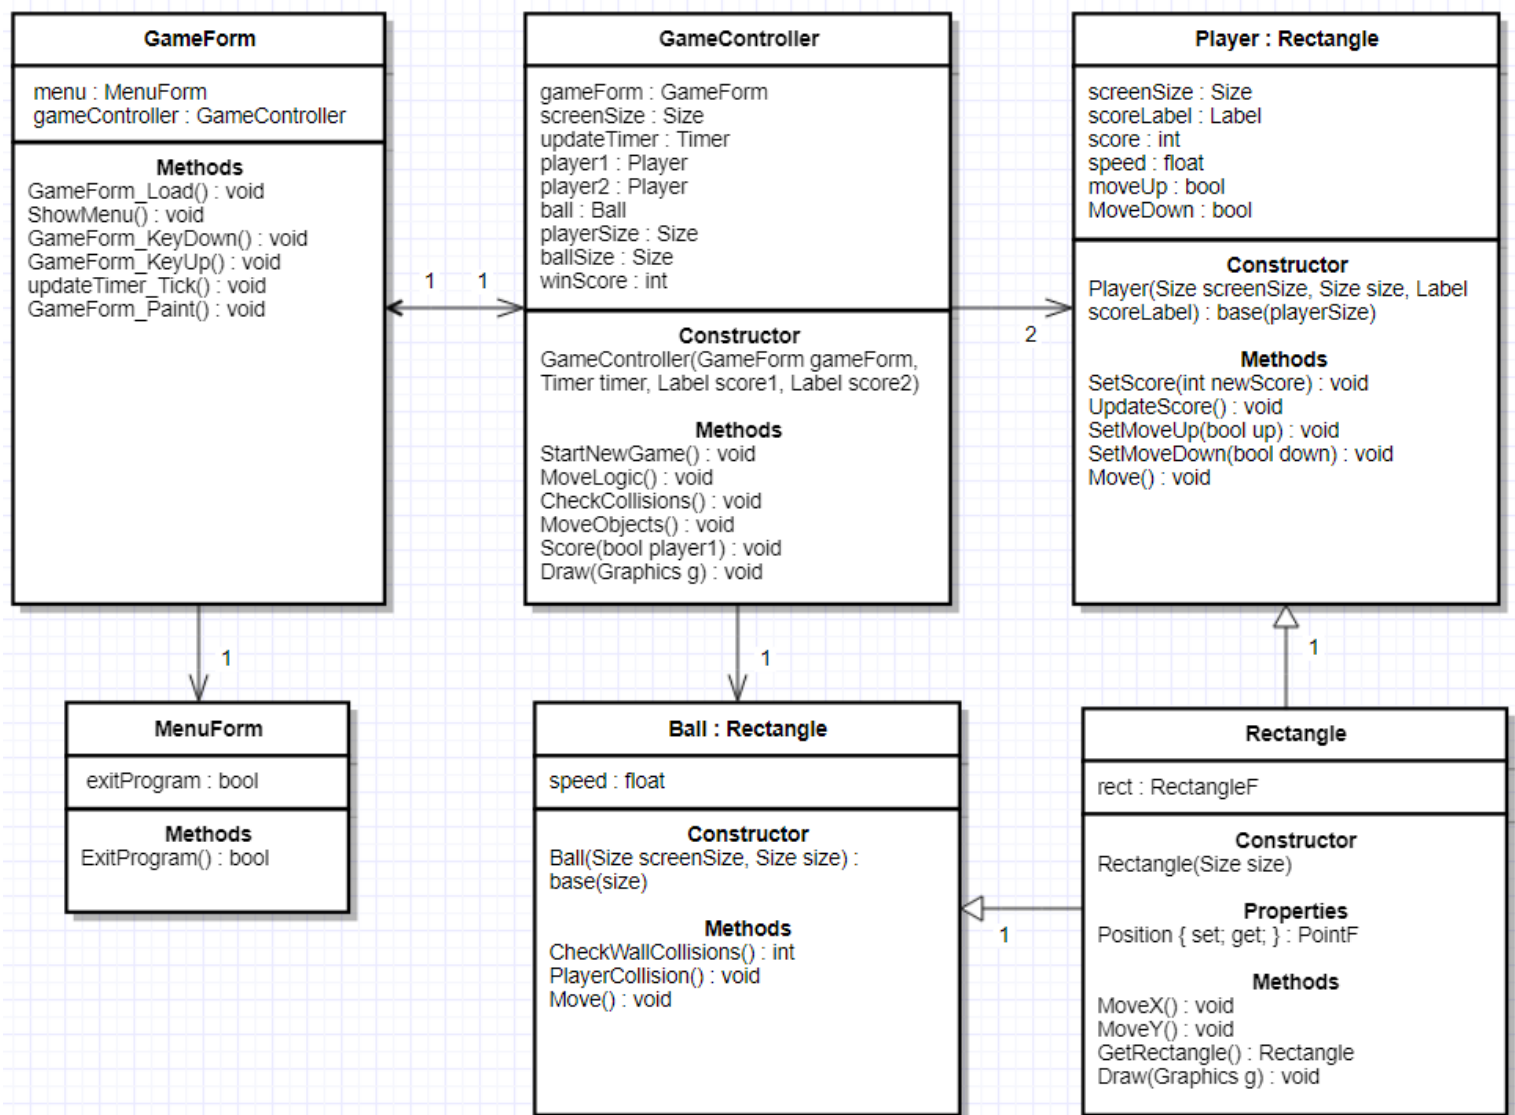 GameForm
menu : MenuForm
gameController : GameController
Methods
GameForm_Load() : void
ShowMenu() : void
GameForm_KeyDown() : void
GameForm_KeyUp() : void
updateTimer_Tick() : void
GameForm_Paint() : void
1
1
GameController
gameForm : GameForm
screenSize : Size
updateTimer : Timer
player1 : Player
player2 : Player
ball : Ball
playerSize : Size
ballSize : Size
winScore : int
Constructor
GameController(GameForm gameForm,
Timer timer, Label score1, Label score2)
Methods
StartNewGame() : void
MoveLogic() : void
CheckCollisions() : void
MoveObjects() : void
Score(bool player1) : void
Draw(Graphics g) : void
2
Player : Rectangle
screenSize : Size
scoreLabel : Label
score : int
speed : float
moveUp : bool
MoveDown : bool
Constructor
Player(Size screenSize, Size size, Label
scoreLabel) : base(playerSize)
Methods
SetScore(int newScore) : void
UpdateScore() : void
SetMoveUp(bool up) : void
SetMoveDown(bool down) : void
Move() : void
1
1
1
MenuForm
exitProgram : bool
Methods
ExitProgram() : bool
Ball : Rectangle
speed : float
Constructor
Ball(Size screenSize, Size size) :
base(size)
Methods
CheckWallCollisions() : int
PlayerCollision() : void
Move() : void
1
Rectangle
rect : RectangleF
Constructor
Rectangle(Size size)
Properties
Position { set; get; } : PointF
Methods
MoveX() : void
MoveY() : void
GetRectangle() : Rectangle
Draw(Graphics g) : void